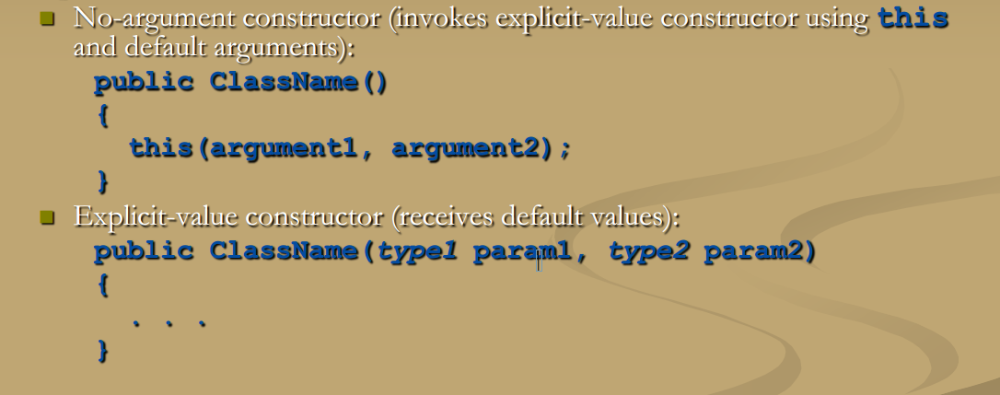 No-argument constructor (invokes explicit-value constructor using this
and default arguments):
public ClassName()
{
this(argument1, argument2);
}
Explicit-value constructor (receives default values):
public ClassName(type1 param1, type2 param2)
{
. . .
}